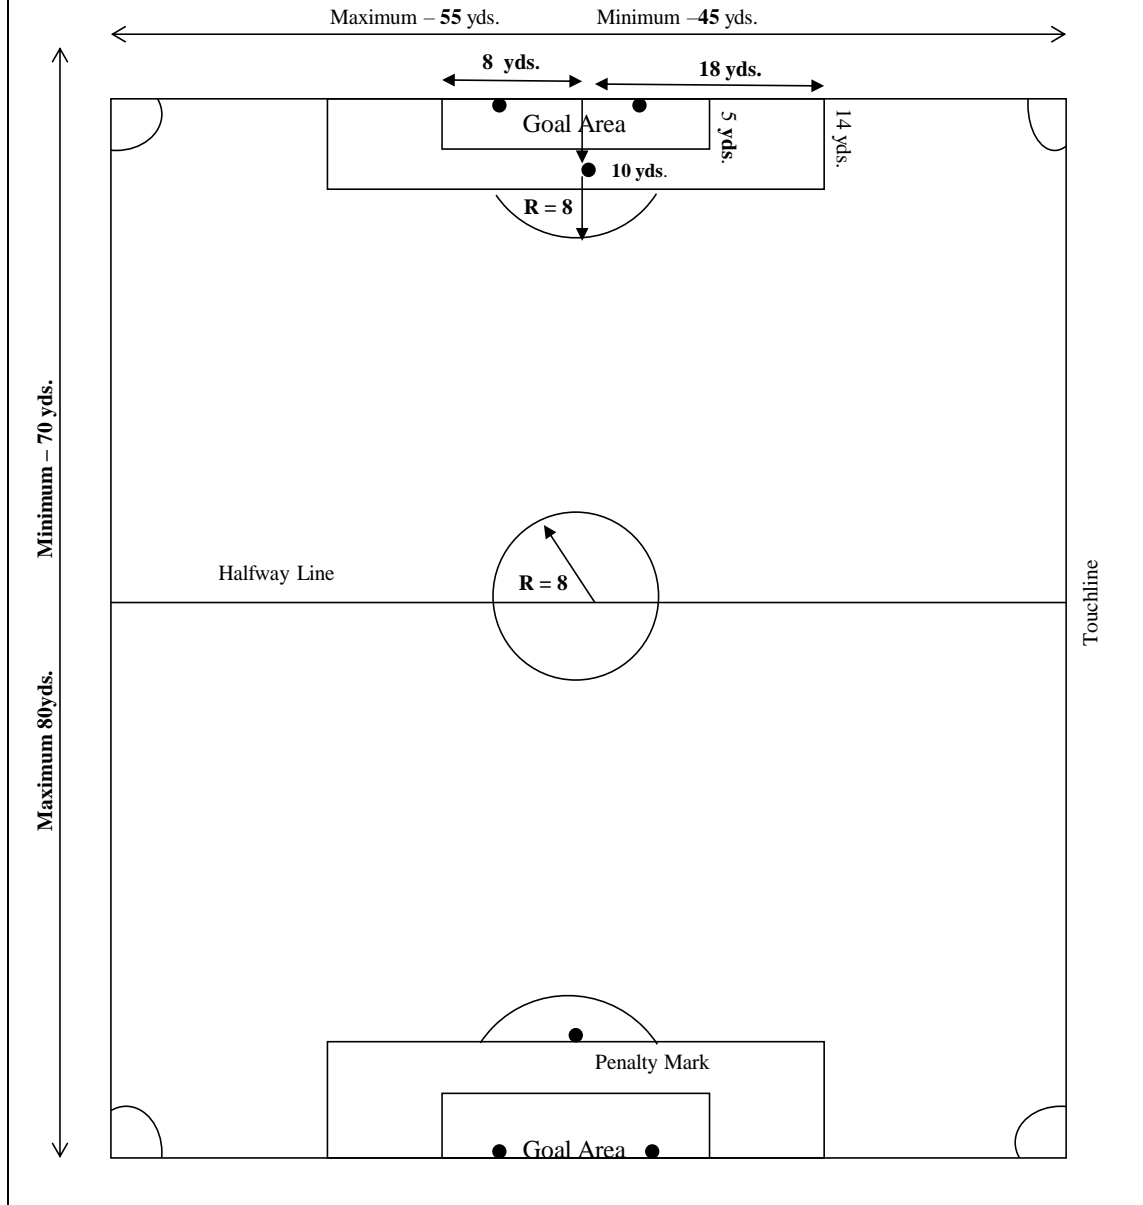 Maximum – 55 yds.
Minimum –45 yds.
8 yds.
18 yds.
Goal Area
5 yds.
14 yds.
10 yds.
R = 8
Minimum – 70 yds.
Halfway Line
R = 8
Touchline
Maximum 80yds.
Penalty Mark
Goal Area